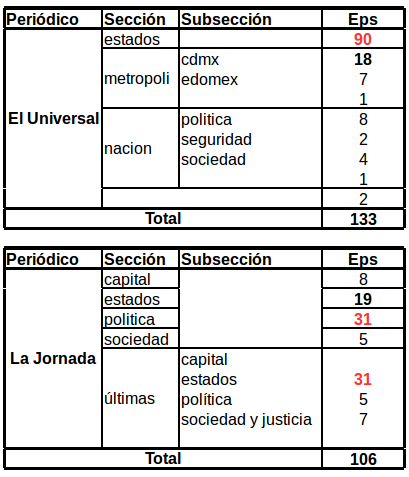 Periódico Sección Subsección Eps
estados 90
cdmx 18
metropoli edomex 7
1
El Universal politica 8
seguridad 2
nacion sociedad 4
1
2
Total 133
Periódico Sección Subsección Eps
capital 8
estados 19
politica 31
sociedad 5
La Jornada capital
estados 31
últimas política 5
sociedad y justicia 7
Total 106